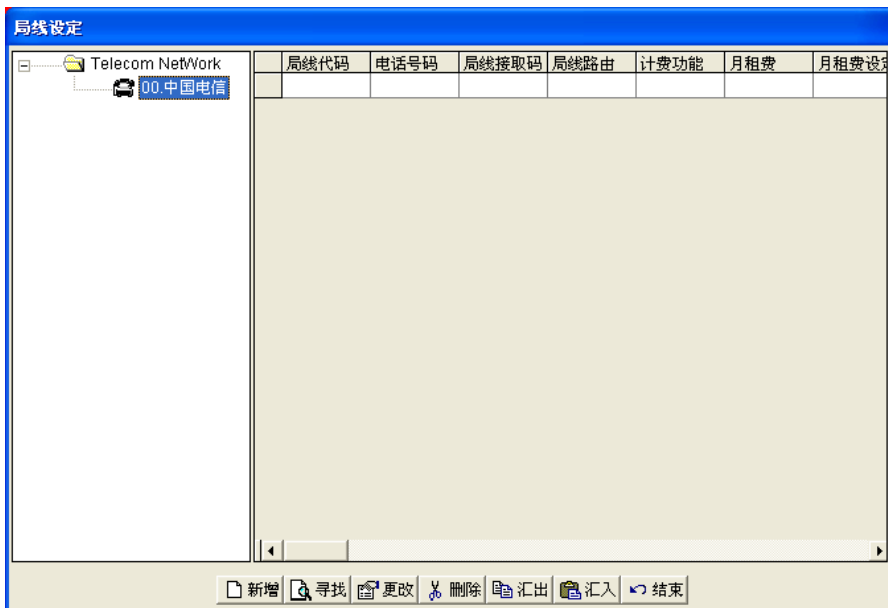 局线设定
Telecom NetWork
00.中国电信
局线代码 电话号码 局线接取码 局线路由 计费功能 月租费 月租费设定
新增 寻找 更改 删除 汇出 汇入 结束